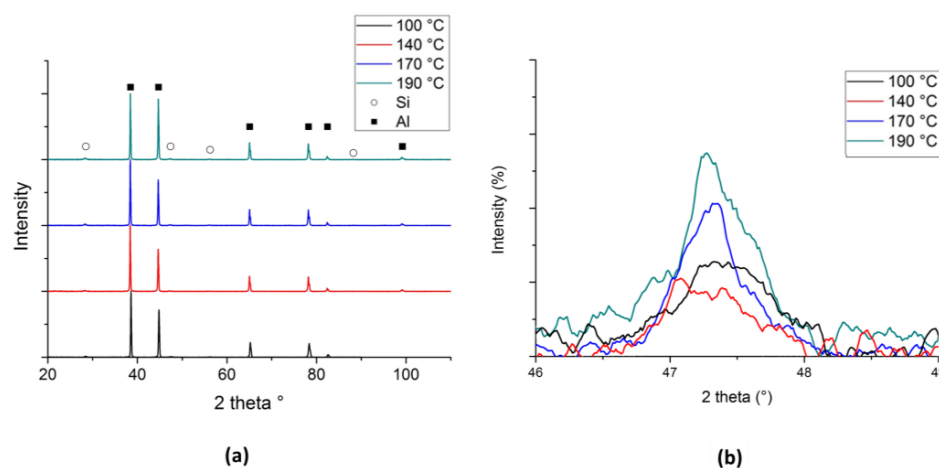 100 °C
140 °C
170 °C
190 °C
Si
Al
Intensity
20 40 60 80 100
2 theta °
(a)
100 °C
140 °C
170 °C
190 °C
Intensity (%)
46 47 48
2 theta (°)
(b)